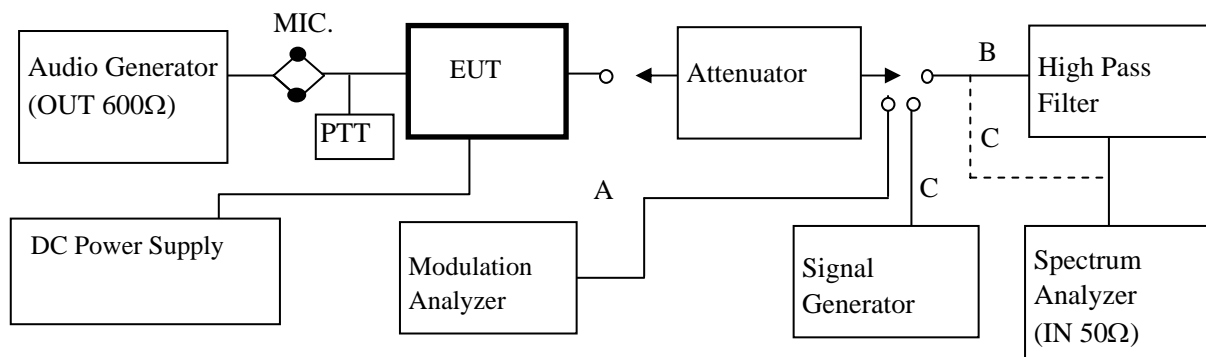 MIC.
Audio Generator
(OUT 600Ω)
EUT
Attenuator
B
High Pass
Filter
PTT
C
A
C
DC Power Supply
Modulation
Analyzer
Signal
Generator
Spectrum
Analyzer
(IN 50Ω)